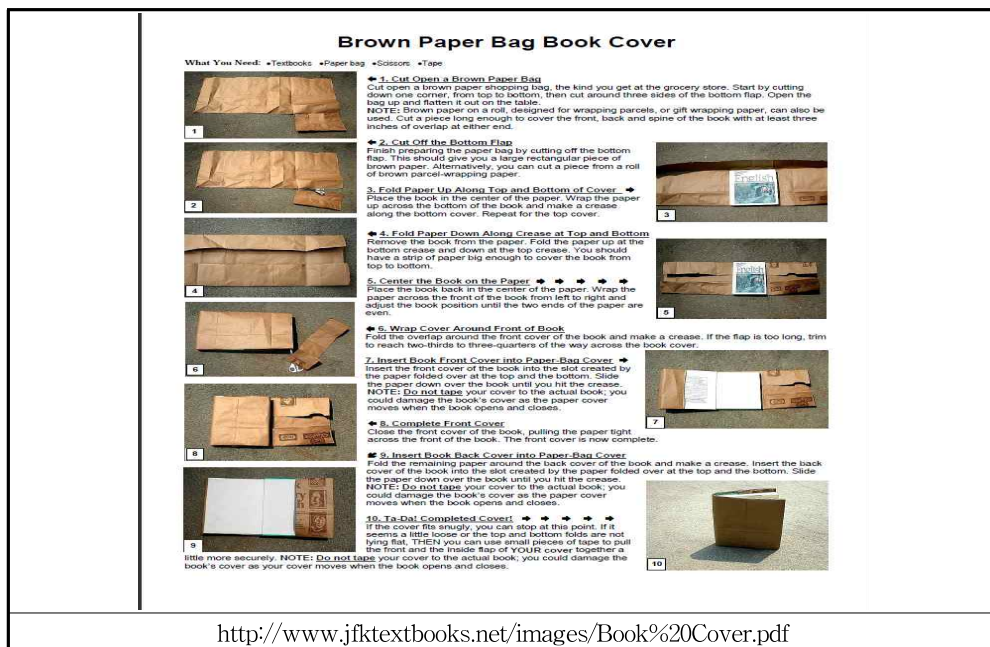 Brown Paper Bag Book Cover
What You Need: •Textbooks •Paper bag •Scissors •Tape
← 1. Cut Open a Brown Paper Bag
Cut open a brown paper shopping bag, the kind you get at the grocery store. Start by cutting
down one corner, from top to bottom, then cut around three sides of the bottom flap. Open the
bag up and flatten it out on the table.
NOTE: Brown paper on a roll, designed for wrapping parcels, or gift wrapping paper, can also be
used. Cut a piece long enough to cover the front, back and spine of the book with at least three
inches of overlap at either end.
1
← 2. Cut Off the Bottom Flap
Finish preparing the paper bag by cutting off the bottom
flap. This should give you a large rectangular piece of
brown paper. Alternatively, you can cut a piece from a roll
of brown parcel-wrapping paper.
2
3. Fold Paper Up Along Top and Bottom of Cover →
Place the book in the center of the paper. Wrap the paper
up across the bottom of the book and make a crease
along the bottom cover. Repeat for the top cover.
English
3
← 4. Fold Paper Down Along Crease at Top and Bottom
Remove the book from the paper. Fold the paper up at the
bottom crease and down at the top crease. You should
have a strip of paper big enough to cover the book from
top to bottom.
4
5. Center the Book on the Paper → → → → →
Place the book back in the center of the paper. Wrap the
paper across the front of the book from left to right and
adjust the book position until the two ends of the paper are
even.
English
5
← 6. Wrap Cover Around Front of Book
Fold the overlap around the front cover of the book and make a crease. If the flap is too long, trim
to reach two-thirds to three-quarters of the way across the book cover.
6
7. Insert Book Front Cover into Paper-Bag Cover →
Insert the front cover of the book into the slot created by
the paper folded over at the top and the bottom. Slide
the paper down over the book until you hit the crease.
NOTE: Do not tape your cover to the actual book; you
could damage the book's cover as the paper cover
moves when the book opens and closes.
7
← 8. Complete Front Cover
Close the front cover of the book, pulling the paper tight
across the front of the book. The front cover is now complete.
8
9. Insert Book Back Cover into Paper-Bag Cover
Fold the remaining paper around the back cover of the book and make a crease. Insert the back
cover of the book into the slot created by the paper folded over at the top and the bottom. Slide
the paper down over the book until you hit the crease.
NOTE: Do not tape your cover to the actual book; you
could damage the book's cover as the paper cover
moves when the book opens and closes.
9
10. Ta-Da! Completed Cover! → → → → →
If the cover fits snugly, you can stop at this point. If it
seems a little loose or the top and bottom folds are not
lying flat, THEN you can use small pieces of tape to pull
the front and the inside flap of YOUR cover together a
little more securely. NOTE: Do not tape your cover to the actual book; you could damage the
book's cover as your cover moves when the book opens and closes.
10
http://www.jfktextbooks.net/images/Book%20Cover.pdf